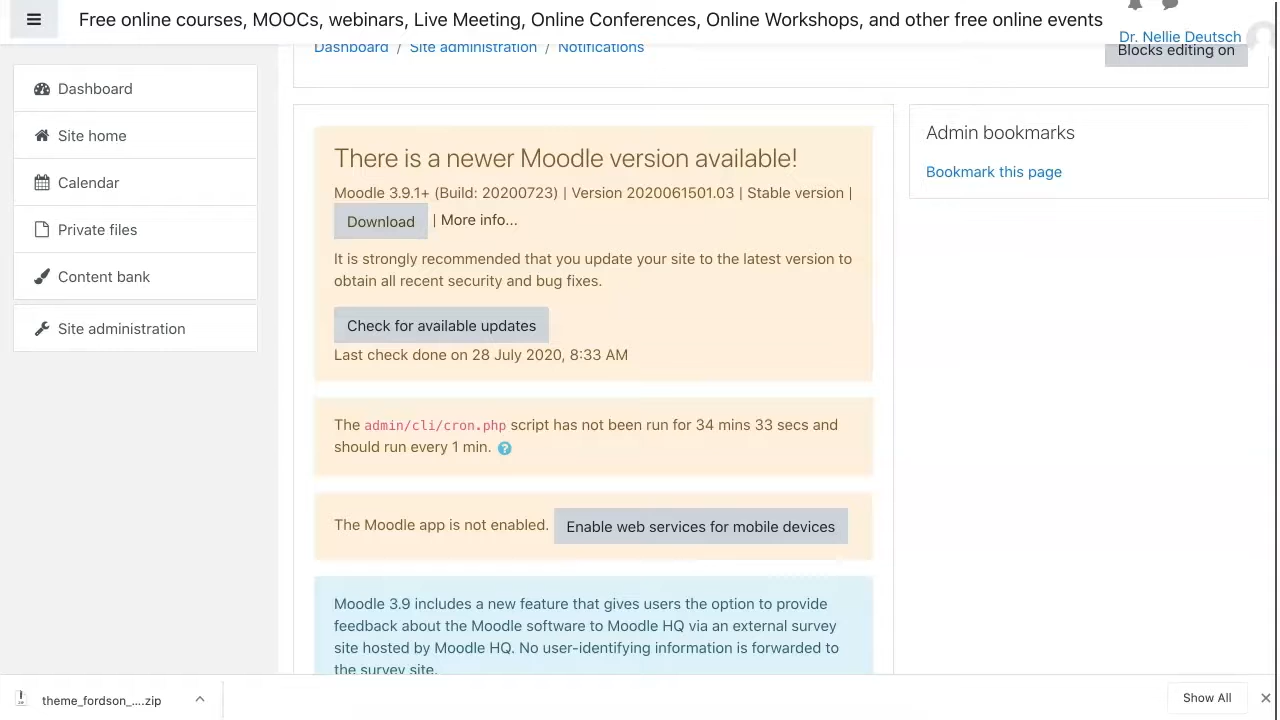 Free online courses, MOOCs, webinars, Live Meeting, Online Conferences, Online Workshops, and other free online events
Dr. Nellie Deutsch
Dashboard / Site administration / Notifications
Blocks editing on
Dashboard
Site home
Calendar
Private files
Content bank
Site administration
There is a newer Moodle version available!
Moodle 3.9.1+ (Build: 20200723) | Version 2020061501.03 | Stable version |
Download | More info...
It is strongly recommended that you update your site to the latest version to
obtain all recent security and bug fixes.
Check for available updates
Last check done on 28 July 2020, 8:33 AM
The admin/cli/cron.php script has not been run for 34 mins 33 secs and
should run every 1 min.
The Moodle app is not enabled. Enable web services for mobile devices
Moodle 3.9 includes a new feature that gives users the option to provide
feedback about the Moodle software to Moodle HQ via an external survey
site hosted by Moodle HQ. No user-identifying information is forwarded to
the survey site.
Admin bookmarks
Bookmark this page
theme_fordson_....zip
Show All